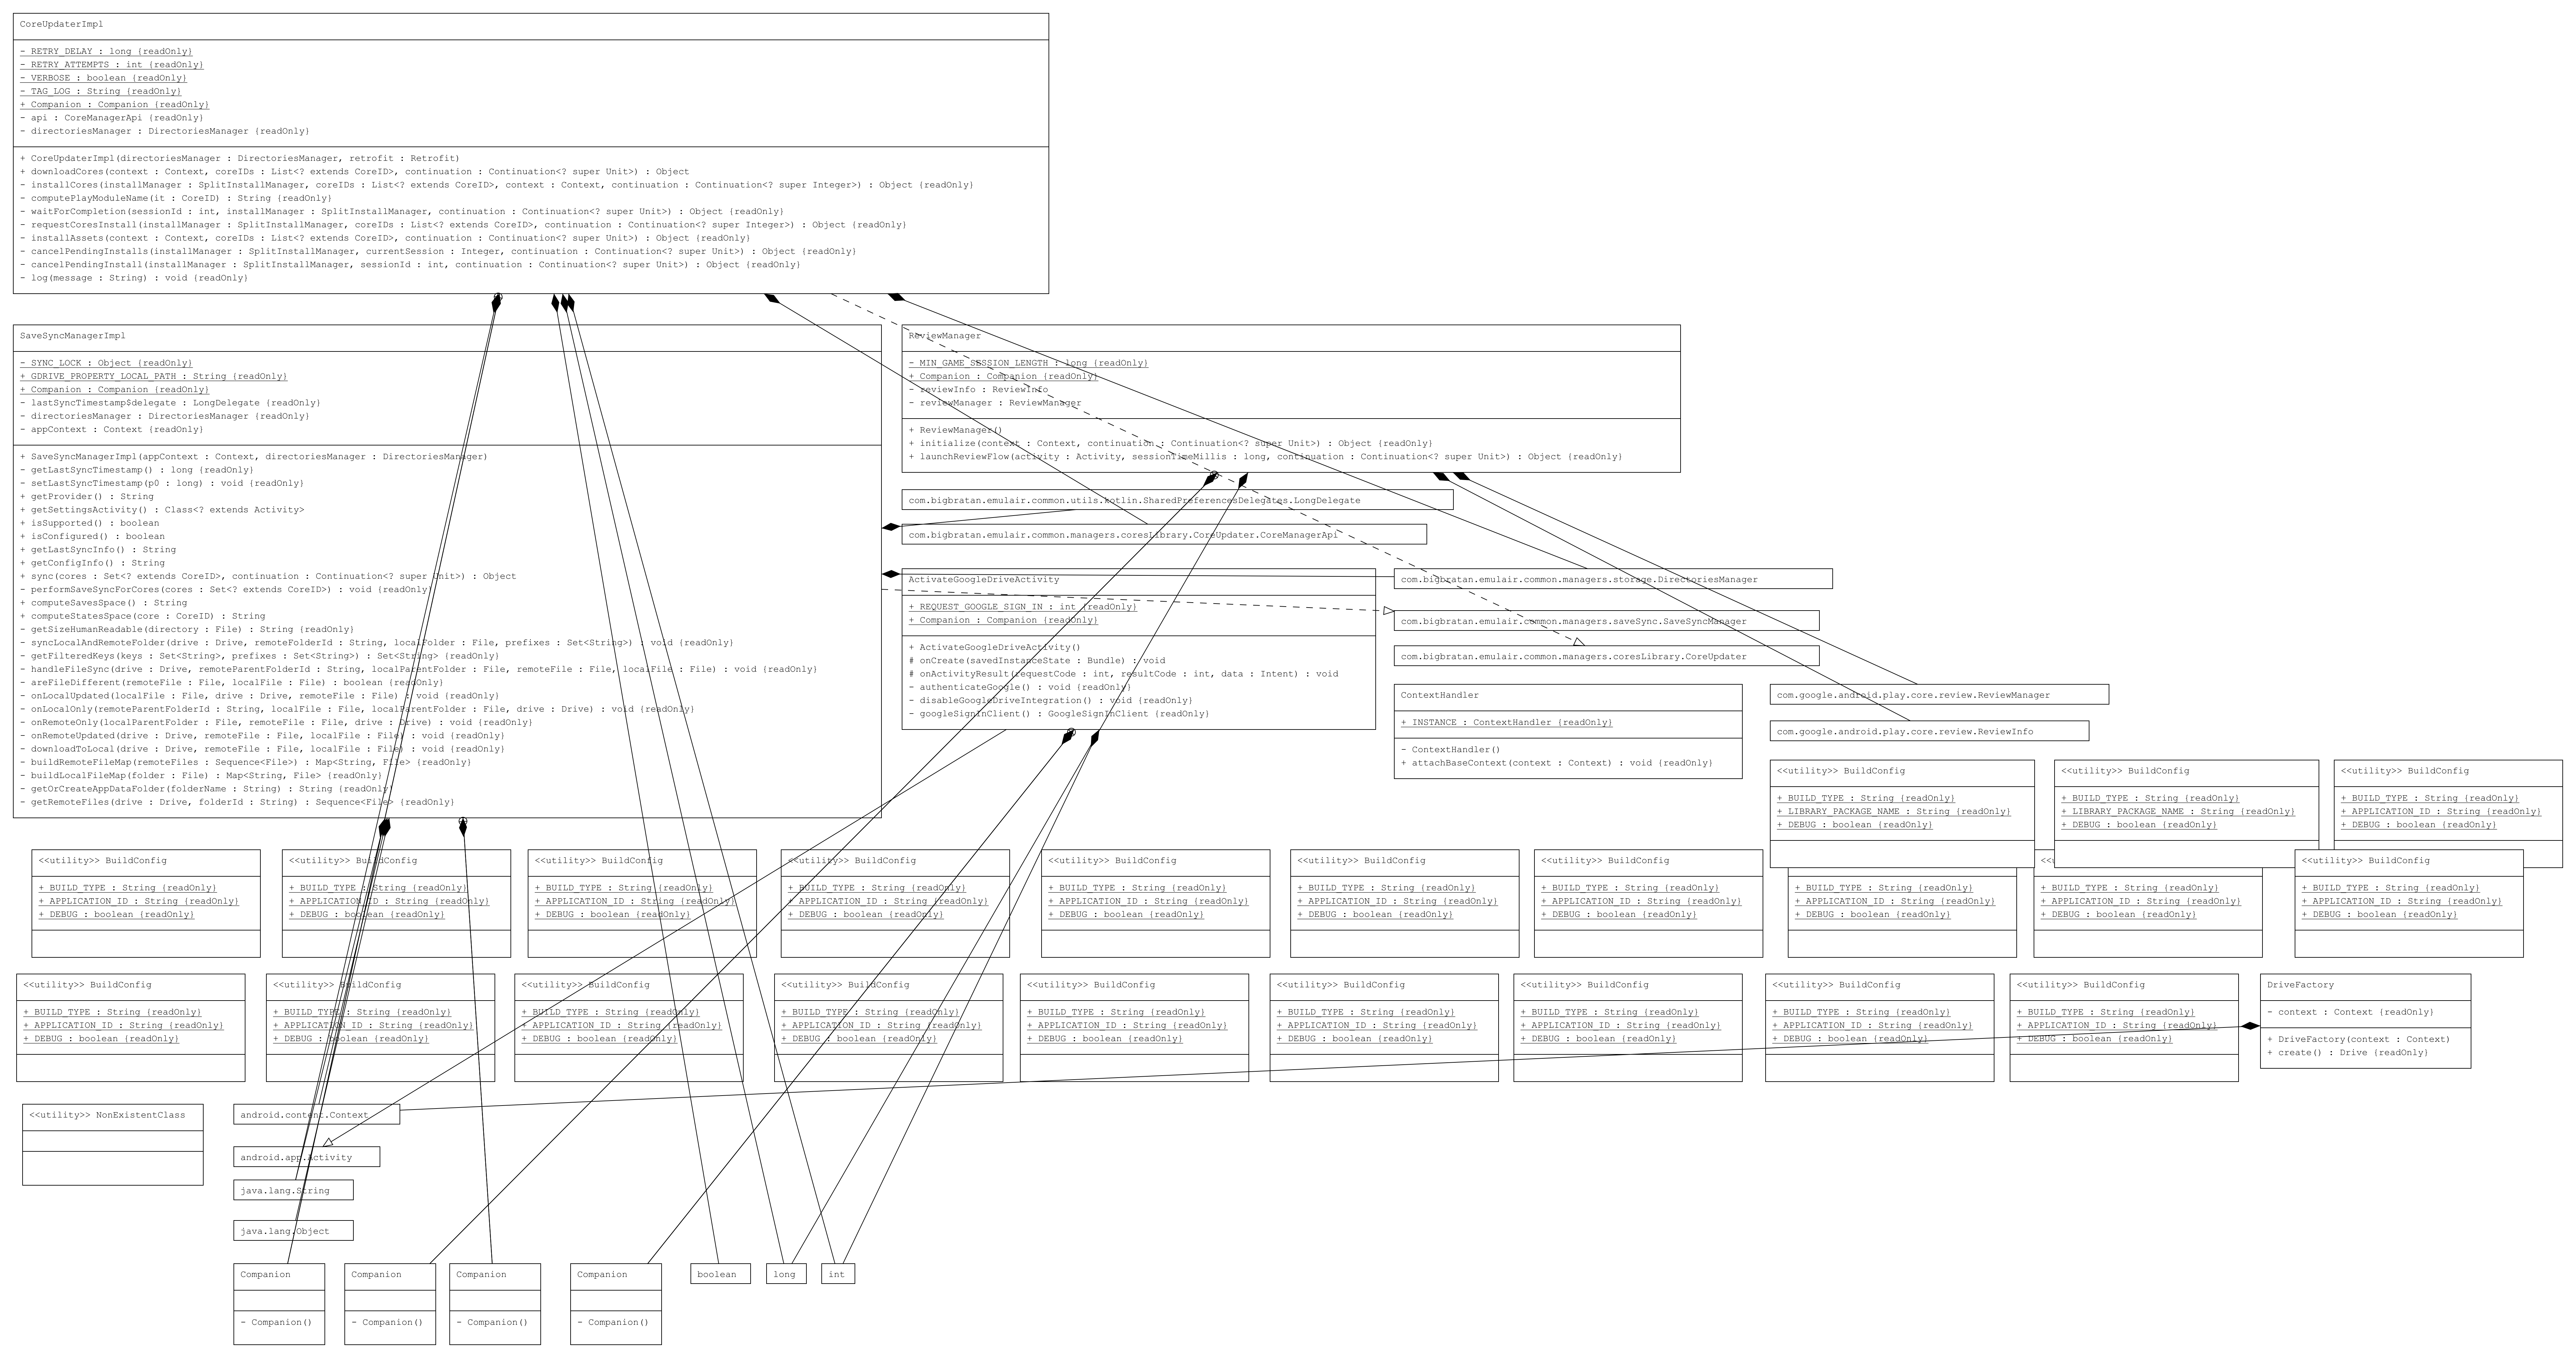 CoreUpdaterImpl
- RETRY_DELAY : long {readOnly}
- RETRY_ATTEMPTS : int {readOnly}
- VERBOSE : boolean {readOnly}
- TAG_LOG : String {readOnly}
+ Companion : Companion {readOnly}
- api : CoreManagerApi {readOnly}
- directoriesManager : DirectoriesManager {readOnly}
+ CoreUpdaterImpl(directoriesManager : DirectoriesManager, retrofit : Retrofit)
+ downloadCores(context : Context, coreIDs : List<? extends CoreID>, continuation : Continuation<? super Unit>) : Object
- installCores(installManager : SplitInstallManager, coreIDs : List<? extends CoreID>, context : Context, continuation : Continuation<? super Integer>) : Object {readOnly}
- computePlayModuleName(it : CoreID) : String {readOnly}
- waitForCompletion(sessionId : int, installManager : SplitInstallManager, continuation : Continuation<? super Unit>) : Object {readOnly}
- requestCoresInstall(installManager : SplitInstallManager, coreIDs : List<? extends CoreID>, continuation : Continuation<? super Integer>) : Object {readOnly}
- installAssets(context : Context, coreIDs : List<? extends CoreID>, continuation : Continuation<? super Unit>) : Object {readOnly}
- cancelPendingInstalls(installManager : SplitInstallManager, currentSession : Integer, continuation : Continuation<? super Unit>) : Object {readOnly}
- cancelPendingInstall(installManager : SplitInstallManager, sessionId : int, continuation : Continuation<? super Unit>) : Object {readOnly}
- log(message : String) : void {readOnly}
SaveSyncManagerImpl
- SYNC_LOCK : Object {readOnly}
+ GDRIVE_PROPERTY_LOCAL_PATH : String {readOnly}
+ Companion : Companion {readOnly}
- lastSyncTimestamp$delegate : LongDelegate {readOnly}
- directoriesManager : DirectoriesManager {readOnly}
- appContext : Context {readOnly}
+ SaveSyncManagerImpl(appContext : Context, directoriesManager : DirectoriesManager)
- getLastSyncTimestamp() : long {readOnly}
- setLastSyncTimestamp(p0 : long) : void {readOnly}
+ getProvider() : String
+ getSettingsActivity() : Class<? extends Activity>
+ isSupported() : boolean
+ isConfigured() : boolean
+ getLastSyncInfo() : String
+ getConfigInfo() : String
+ sync(cores : Set<? extends CoreID>, continuation : Continuation<? super Unit>) : Object
- performSaveSyncForCores(cores : Set<? extends CoreID>) : void {readOnly}
+ computeSavesSpace() : String
+ computeStatesSpace(core : CoreID) : String
- getSizeHumanReadable(directory : File) : String {readOnly}
- syncLocalAndRemoteFolder(drive : Drive, remoteFolderId : String, localFolder : File, prefixes : Set<String>) : void {readOnly}
- getFilteredKeys(keys : Set<String>, prefixes : Set<String>) : Set<String> {readOnly}
- handleFileSync(drive : Drive, remoteParentFolderId : String, localParentFolder : File, remoteFile : File, localFile : File) : void {readOnly}
- areFileDifferent(remoteFile : File, localFile : File) : boolean {readOnly}
- onLocalUpdated(localFile : File, drive : Drive, remoteFile : File) : void {readOnly}
- onLocalOnly(remoteParentFolderId : String, localFile : File, localParentFolder : File, drive : Drive) : void {readOnly}
- onRemoteOnly(localParentFolder : File, remoteFile : File, drive : Drive) : void {readOnly}
- onRemoteUpdated(drive : Drive, remoteFile : File, localFile : File) : void {readOnly}
- downloadToLocal(drive : Drive, remoteFile : File, localFile : File) : void {readOnly}
- buildRemoteFileMap(remoteFiles : Sequence<File>) : Map<String, File> {readOnly}
- buildLocalFileMap(folder : File) : Map<String, File> {readOnly}
- getOrCreateAppDataFolder(folderName : String) : String {readOnly}
- getRemoteFiles(drive : Drive, folderId : String) : Sequence<File> {readOnly}
ReviewManager
- MIN_GAME_SESSION_LENGTH : long {readOnly}
+ Companion : Companion {readOnly}
- reviewInfo : ReviewInfo
- reviewManager : ReviewManager
+ ReviewManager()
+ initialize(context : Context, continuation : Continuation<? super Unit>) : Object {readOnly}
+ launchReviewFlow(activity : Activity, sessionTimeMillis : long, continuation : Continuation<? super Unit>) : Object {readOnly}
com.bigbratan.emulair.common.utils.kotlin.SharedPreferencesDelegates.LongDelegate
com.bigbratan.emulair.common.managers.coresLibrary.CoreUpdater.CoreManagerApi
ActivateGoogleDriveActivity
+ REQUEST_GOOGLE_SIGN_IN : int {readOnly}
+ Companion : Companion {readOnly}
+ ActivateGoogleDriveActivity()
# onCreate(savedInstanceState : Bundle) : void
# onActivityResult(requestCode : int, resultCode : int, data : Intent) : void
- authenticateGoogle() : void {readOnly}
- disableGoogleDriveIntegration() : void {readOnly}
- googleSignInClient() : GoogleSignInClient {readOnly}
com.bigbratan.emulair.common.managers.storage.DirectoriesManager
com.bigbratan.emulair.common.managers.saveSync.SaveSyncManager
com.bigbratan.emulair.common.managers.coresLibrary.CoreUpdater
ContextHandler
+ INSTANCE : ContextHandler {readOnly}
- ContextHandler()
+ attachBaseContext(context : Context) : void {readOnly}
com.google.android.play.core.review.ReviewManager
com.google.android.play.core.review.ReviewInfo
<<utility>> BuildConfig
+ BUILD_TYPE : String {readOnly}
+ LIBRARY_PACKAGE_NAME : String {readOnly}
+ DEBUG : boolean {readOnly}
<<utility>> BuildConfig
+ BUILD_TYPE : String {readOnly}
+ LIBRARY_PACKAGE_NAME : String {readOnly}
+ DEBUG : boolean {readOnly}
<<utility>> BuildConfig
+ BUILD_TYPE : String {readOnly}
+ APPLICATION_ID : String {readOnly}
+ DEBUG : boolean {readOnly}
<<utility>> BuildConfig
+ BUILD_TYPE : String {readOnly}
+ APPLICATION_ID : String {readOnly}
+ DEBUG : boolean {readOnly}
<<utility>> BuildConfig
+ BUILD_TYPE : String {readOnly}
+ APPLICATION_ID : String {readOnly}
+ DEBUG : boolean {readOnly}
<<utility>> BuildConfig
+ BUILD_TYPE : String {readOnly}
+ APPLICATION_ID : String {readOnly}
+ DEBUG : boolean {readOnly}
<<utility>> BuildConfig
+ BUILD_TYPE : String {readOnly}
+ APPLICATION_ID : String {readOnly}
+ DEBUG : boolean {readOnly}
<<utility>> BuildConfig
+ BUILD_TYPE : String {readOnly}
+ APPLICATION_ID : String {readOnly}
+ DEBUG : boolean {readOnly}
<<utility>> BuildConfig
+ BUILD_TYPE : String {readOnly}
+ APPLICATION_ID : String {readOnly}
+ DEBUG : boolean {readOnly}
<<utility>> BuildConfig
+ BUILD_TYPE : String {readOnly}
+ APPLICATION_ID : String {readOnly}
+ DEBUG : boolean {readOnly}
+ BUILD_TYPE : String {readOnly}
+ APPLICATION_ID : String {readOnly}
+ DEBUG : boolean {readOnly}
+ BUILD_TYPE : String {readOnly}
+ APPLICATION_ID : String {readOnly}
+ DEBUG : boolean {readOnly}
<<utility>> BuildConfig
+ BUILD_TYPE : String {readOnly}
+ APPLICATION_ID : String {readOnly}
+ DEBUG : boolean {readOnly}
<<utility>> BuildConfig
+ BUILD_TYPE : String {readOnly}
+ APPLICATION_ID : String {readOnly}
+ DEBUG : boolean {readOnly}
<<utility>> BuildConfig
+ BUILD_TYPE : String {readOnly}
+ APPLICATION_ID : String {readOnly}
+ DEBUG : boolean {readOnly}
<<utility>> BuildConfig
+ BUILD_TYPE : String {readOnly}
+ APPLICATION_ID : String {readOnly}
+ DEBUG : boolean {readOnly}
<<utility>> BuildConfig
+ BUILD_TYPE : String {readOnly}
+ APPLICATION_ID : String {readOnly}
+ DEBUG : boolean {readOnly}
<<utility>> BuildConfig
+ BUILD_TYPE : String {readOnly}
+ APPLICATION_ID : String {readOnly}
+ DEBUG : boolean {readOnly}
<<utility>> BuildConfig
+ BUILD_TYPE : String {readOnly}
+ APPLICATION_ID : String {readOnly}
+ DEBUG : boolean {readOnly}
<<utility>> BuildConfig
+ BUILD_TYPE : String {readOnly}
+ APPLICATION_ID : String {readOnly}
+ DEBUG : boolean {readOnly}
<<utility>> BuildConfig
+ BUILD_TYPE : String {readOnly}
+ APPLICATION_ID : String {readOnly}
+ DEBUG : boolean {readOnly}
<<utility>> BuildConfig
+ BUILD_TYPE : String {readOnly}
+ APPLICATION_ID : String {readOnly}
+ DEBUG : boolean {readOnly}
DriveFactory
- context : Context {readOnly}
+ DriveFactory(context : Context)
+ create() : Drive {readOnly}
<<utility>> NonExistentClass
android.content.Context
android.app.Activity
java.lang.String
java.lang.Object
Companion
- Companion()
Companion
- Companion()
Companion
- Companion()
Companion
- Companion()
boolean
long
int